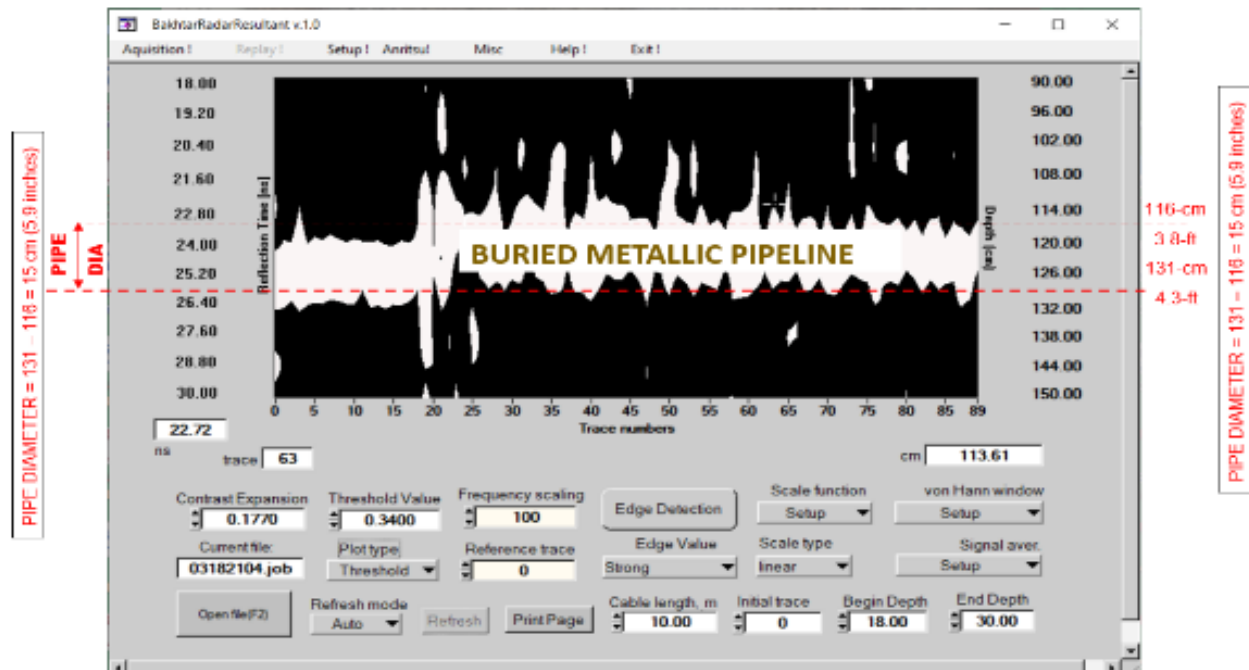 BakhtarRadarResultant v.1.0
Aquisition ! Replay ! Setup ! Anritsu! Misc Help ! Exit !
18.00 90.00
19.20 96.00
20.40 102.00
21.60 108.00
22.80 114.00
24.00 120.00
25.20 126.00
26.40 132.00
27.60 138.00
28.80 144.00
30.00 150.00
Reflection Time [ns]
Depth [cm]
BURIED METALLIC PIPELINE
PIPE DIAMETER = 131 – 116 = 15 cm (5.9 inches)
PIPE
DIA
116-cm
3 8-ft
131-cm
4 3-ft
PIPE DIAMETER = 131 – 116 = 15 cm (5.9 inches)
0 5 10 15 20 25 30 35 40 45 50 55 60 65 70 75 80 85 89
Trace numbers
22.72
ns
trace 63
cm 113.61
Contrast Expansion Threshold Value Frequency scaling Scale function von Hann window
0.1770 0.3400 100 Edge Detection Setup Setup
Current file: Plot type Reference trace Edge Value Scale type Signal aver.
03182104.job Threshold 0 Strong linear Setup
Open file(F2) Refresh mode Cable length, m Initial trace Begin Depth End Depth
Auto Refresh Print Page 10.00 0 18.00 30.00